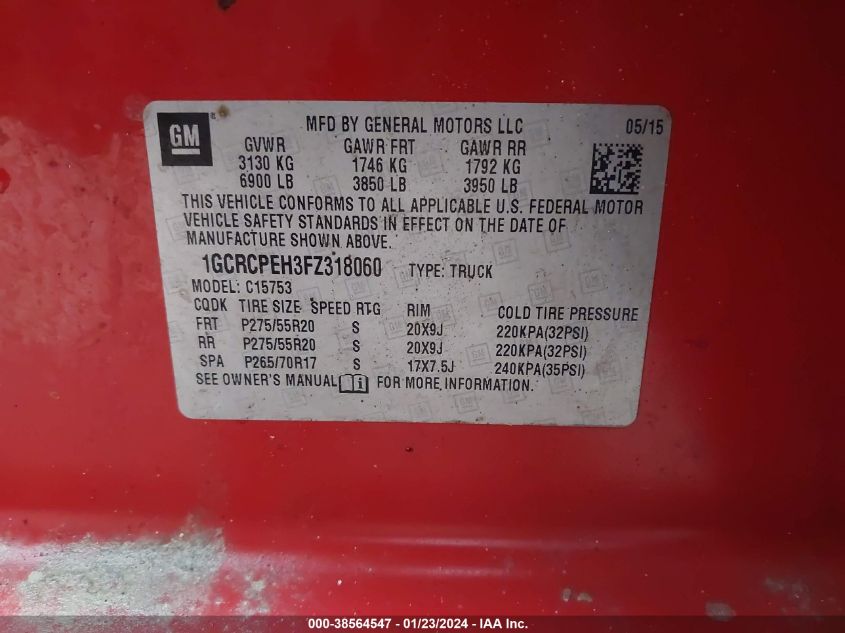 GM
MFD BY GENERAL MOTORS LLC 05/15
GVWR GAWR FRT GAWR RR
3130 KG 1746 KG 1792 KG
6900 LB 3850 LB 3950 LB
THIS VEHICLE CONFORMS TO ALL APPLICABLE U.S. FEDERAL MOTOR
VEHICLE SAFETY STANDARDS IN EFFECT ON THE DATE OF
MANUFACTURE SHOWN ABOVE.
1GCRCPEH3FZ318060 TYPE: TRUCK
MODEL: C15753
CQDK TIRE SIZE SPEED RTG RIM COLD TIRE PRESSURE
FRT P275/55R20 S 20X9J 220KPA(32PSI)
RR P275/55R20 S 20X9J 220KPA(32PSI)
SPA P265/70R17 S 17X7.5J 240KPA(35PSI)
SEE OWNER'S MANUAL FOR MORE INFORMATION.
000-38564547 - 01/23/2024 - IAA Inc.